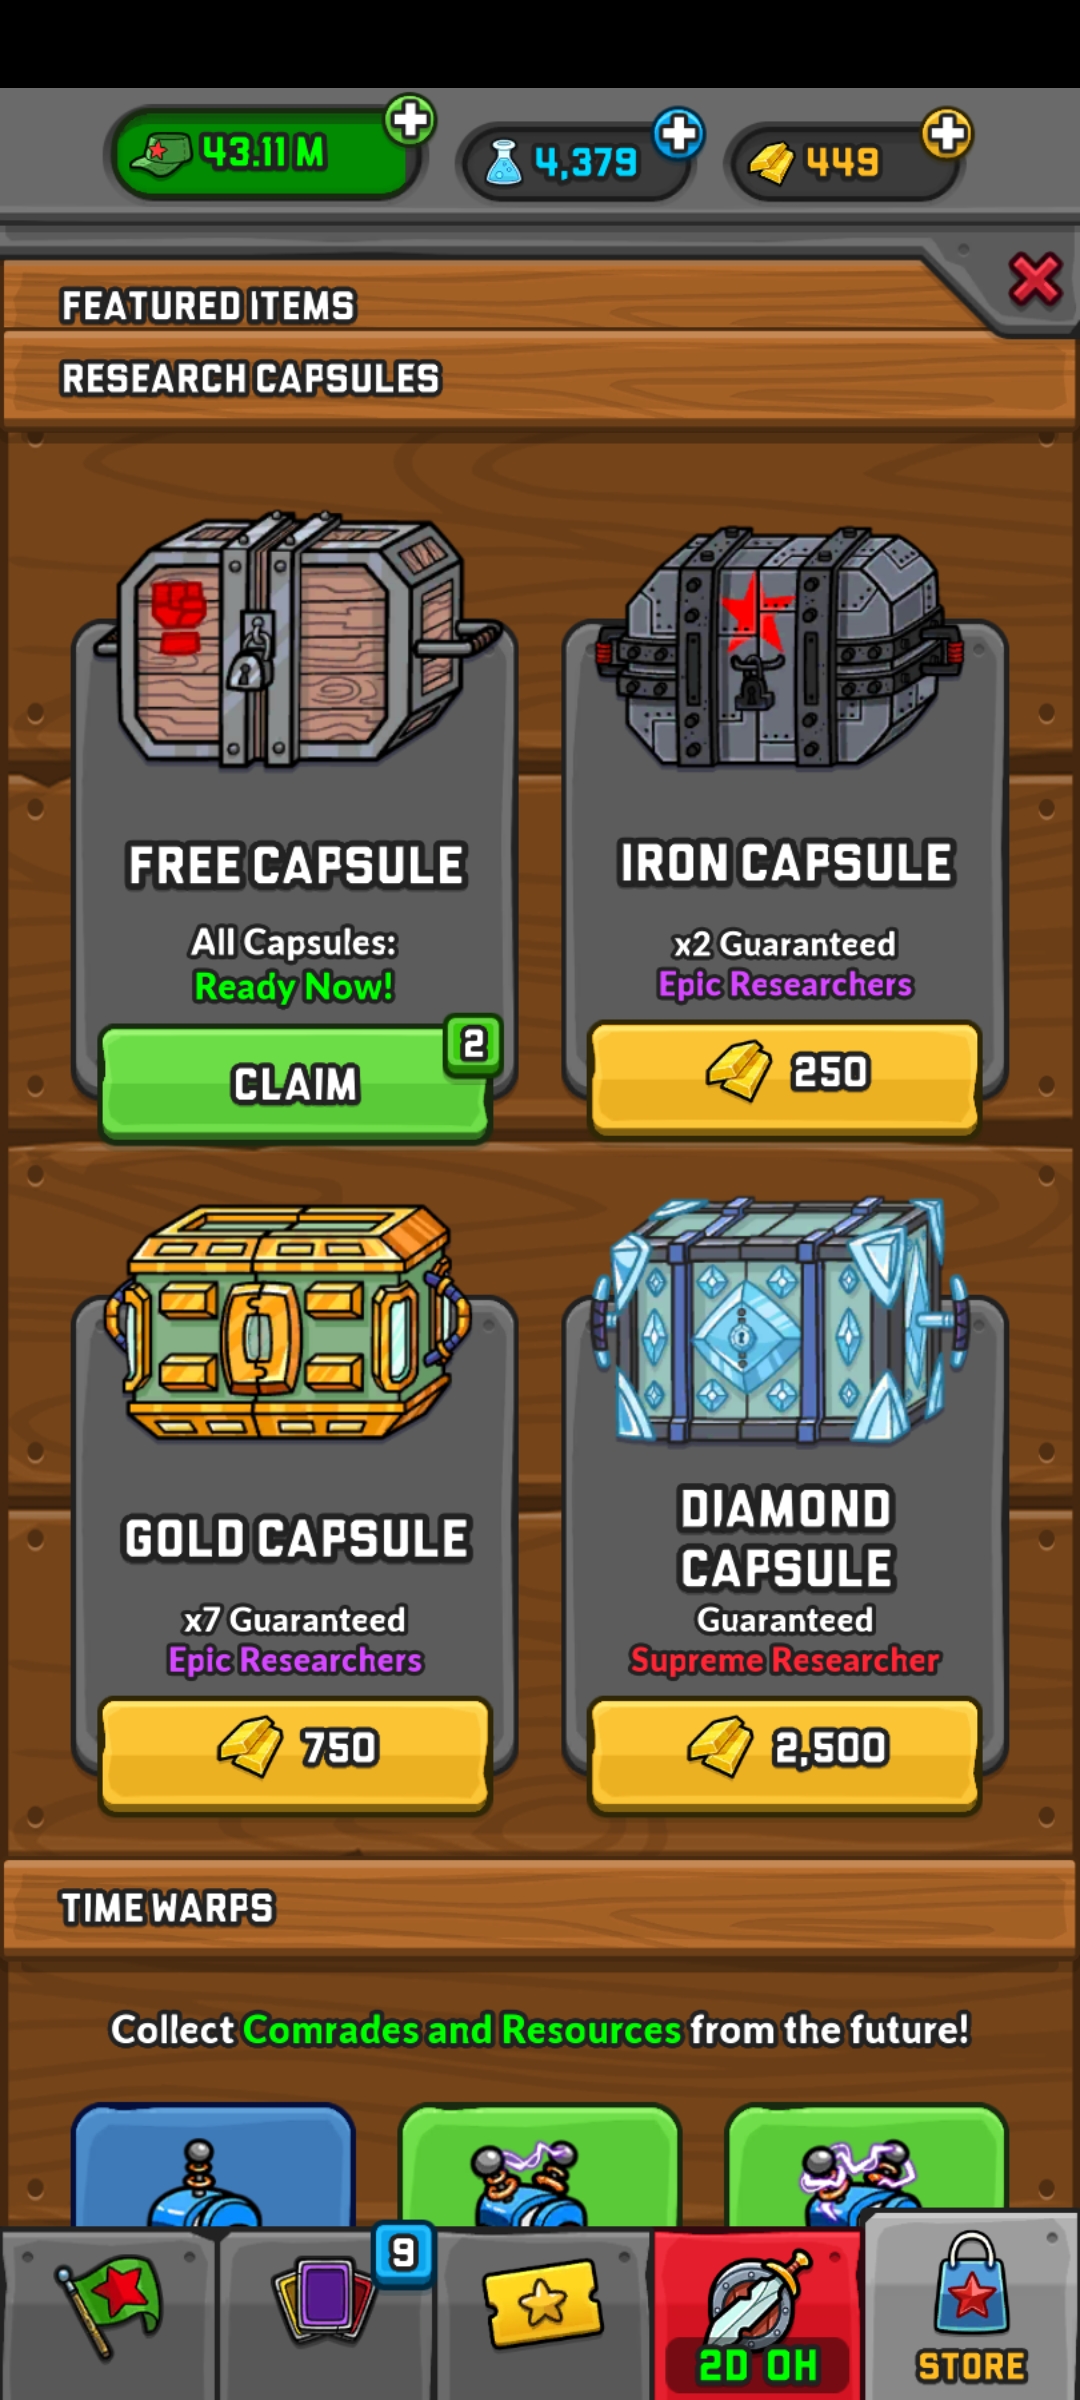 43.11 M
4,379
449
FEATURED ITEMS
RESEARCH CAPSULES
FREE CAPSULE
All Capsules:
Ready Now!
2
CLAIM
IRON CAPSULE
x2 Guaranteed
Epic Researchers
250
GOLD CAPSULE
x7 Guaranteed
Epic Researchers
750
DIAMOND
CAPSULE
Guaranteed
Supreme Researcher
2,500
TIME WARPS
Collect Comrades and Resources from the future!
9
2D 0H
STORE